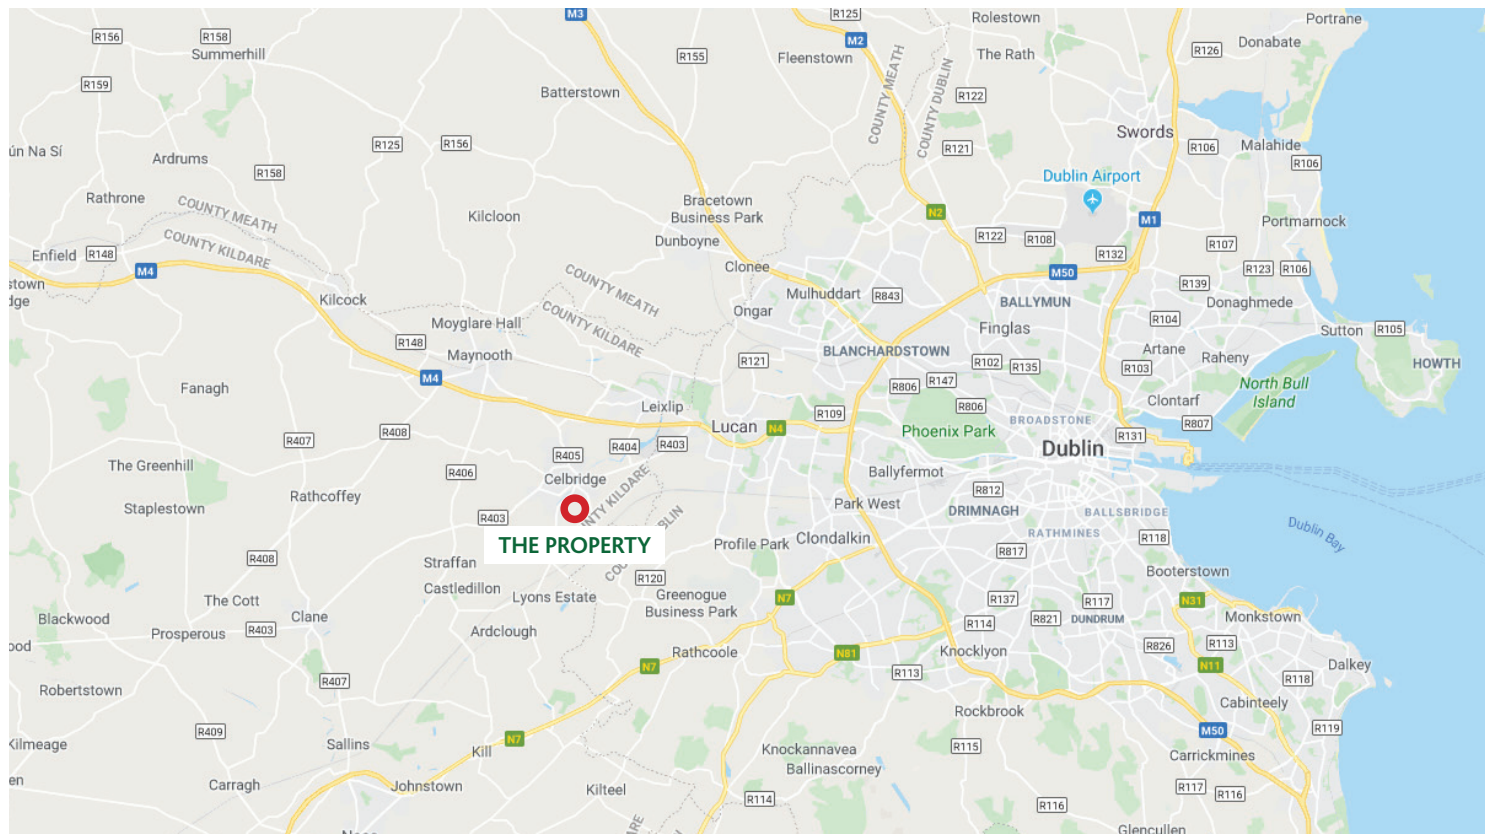 M3
R125
Rolestown
Portrane
R156
R158
Summerhill
R155
M2
Fleenstown
The Rath
R126
Donabate
R159
Batterstown
COUNTY MEATH
COUNTY DUBLIN
R122
Swords
ún Na Sí
Ardrums
R125
R156
R121
R106
Malahide
R106
R158
Dublin Airport
Rathrone
COUNTY MEATH
Kilcloon
Bracetown
Business Park
N2
M1
Portmarnock
COUNTY KILDARE
Dunboyne
R122
R108
R132
R107
Enfield
R148
M4
Clonee
M50
R123
R106
stown
dge
Kilcock
COUNTY MEATH
Mulhuddart
R843
BALLYMUN
R139
Donaghmede
Moyglare Hall
COUNTY KILDARE
Ongar
Finglas
R104
Sutton
R105
R148
Maynooth
BLANCHARDSTOWN
Artane
Raheny
HOWTH
R121
R102
R135
R103
M4
Fanagh
R806
R147
North Bull
Island
Leixlip
R109
R806
Clontarf
Lucan
N4
Phoenix Park
BROADSTONE
R131
R807
R407
R408
R404
R403
Dublin
R405
The Greenhill
R406
Celbridge
Ballyfermot
Rathcoffey
COUNTY KILDARE
R812
Staplestown
R403
Park West
DRIMNAGH
BALLSBRIDGE
Dublin Bay
THE PROPERTY
Profile Park
Clondalkin
RATHMINES
R118
R408
Straffan
R120
R817
Booterstown
Castledillon
Lyons Estate
Greenogue
Business Park
N7
R137
R117
N31
The Cott
Clane
Blackwood
Prosperous
R403
Ardclough
R114
R821
DUNDRUM
Monkstown
ood
Rathcoole
N81
Knocklyon
R826
R113
N7
R113
N11
Dalkey
Robertstown
R407
R118
Cabinteely
Rockbrook
R409
N7
M50
R119
Kilmeage
Sallins
Kill
Knockannavea
Ballinascorney
R115
Carrickmines
en
Carragh
Johnstown
Kilteel
R114
R116
R117
R116
Glencullen